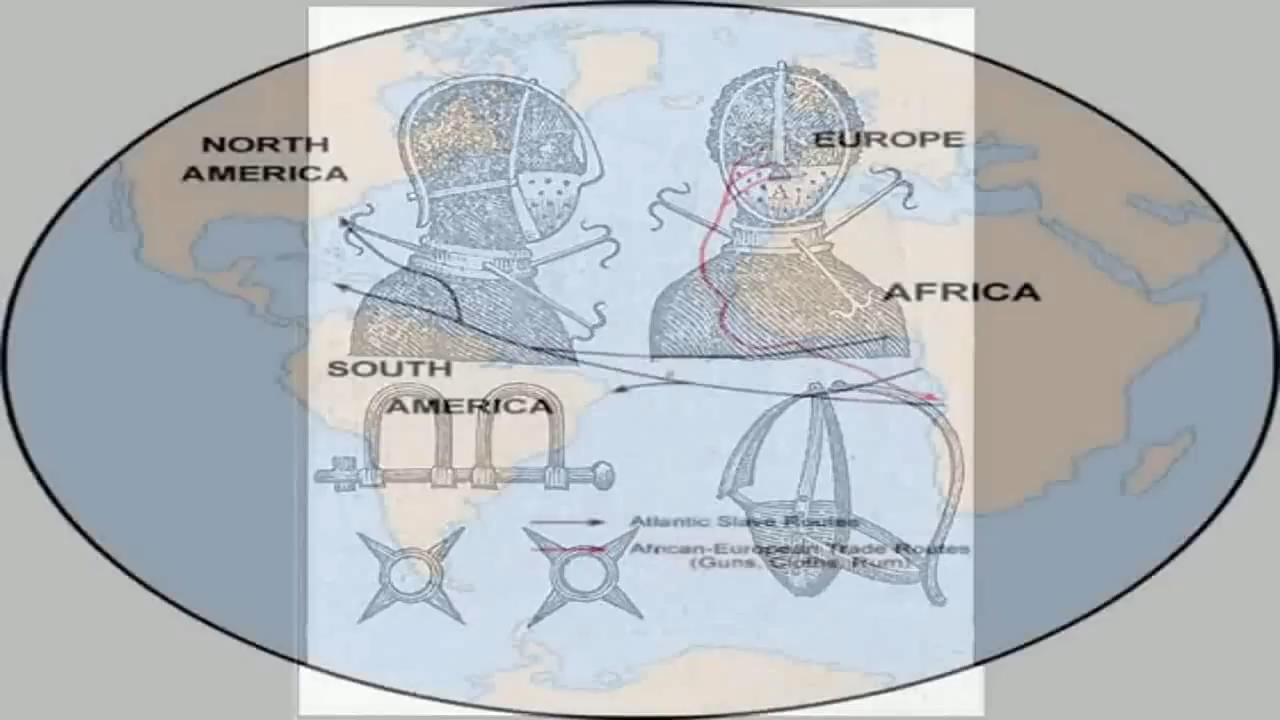 NORTH
AMERICA
EUROPE
AFRICA
SOUTH
AMERICA
Atlantic Slave Routes
African-European Trade Routes
(Guns, Cloths, Rum)